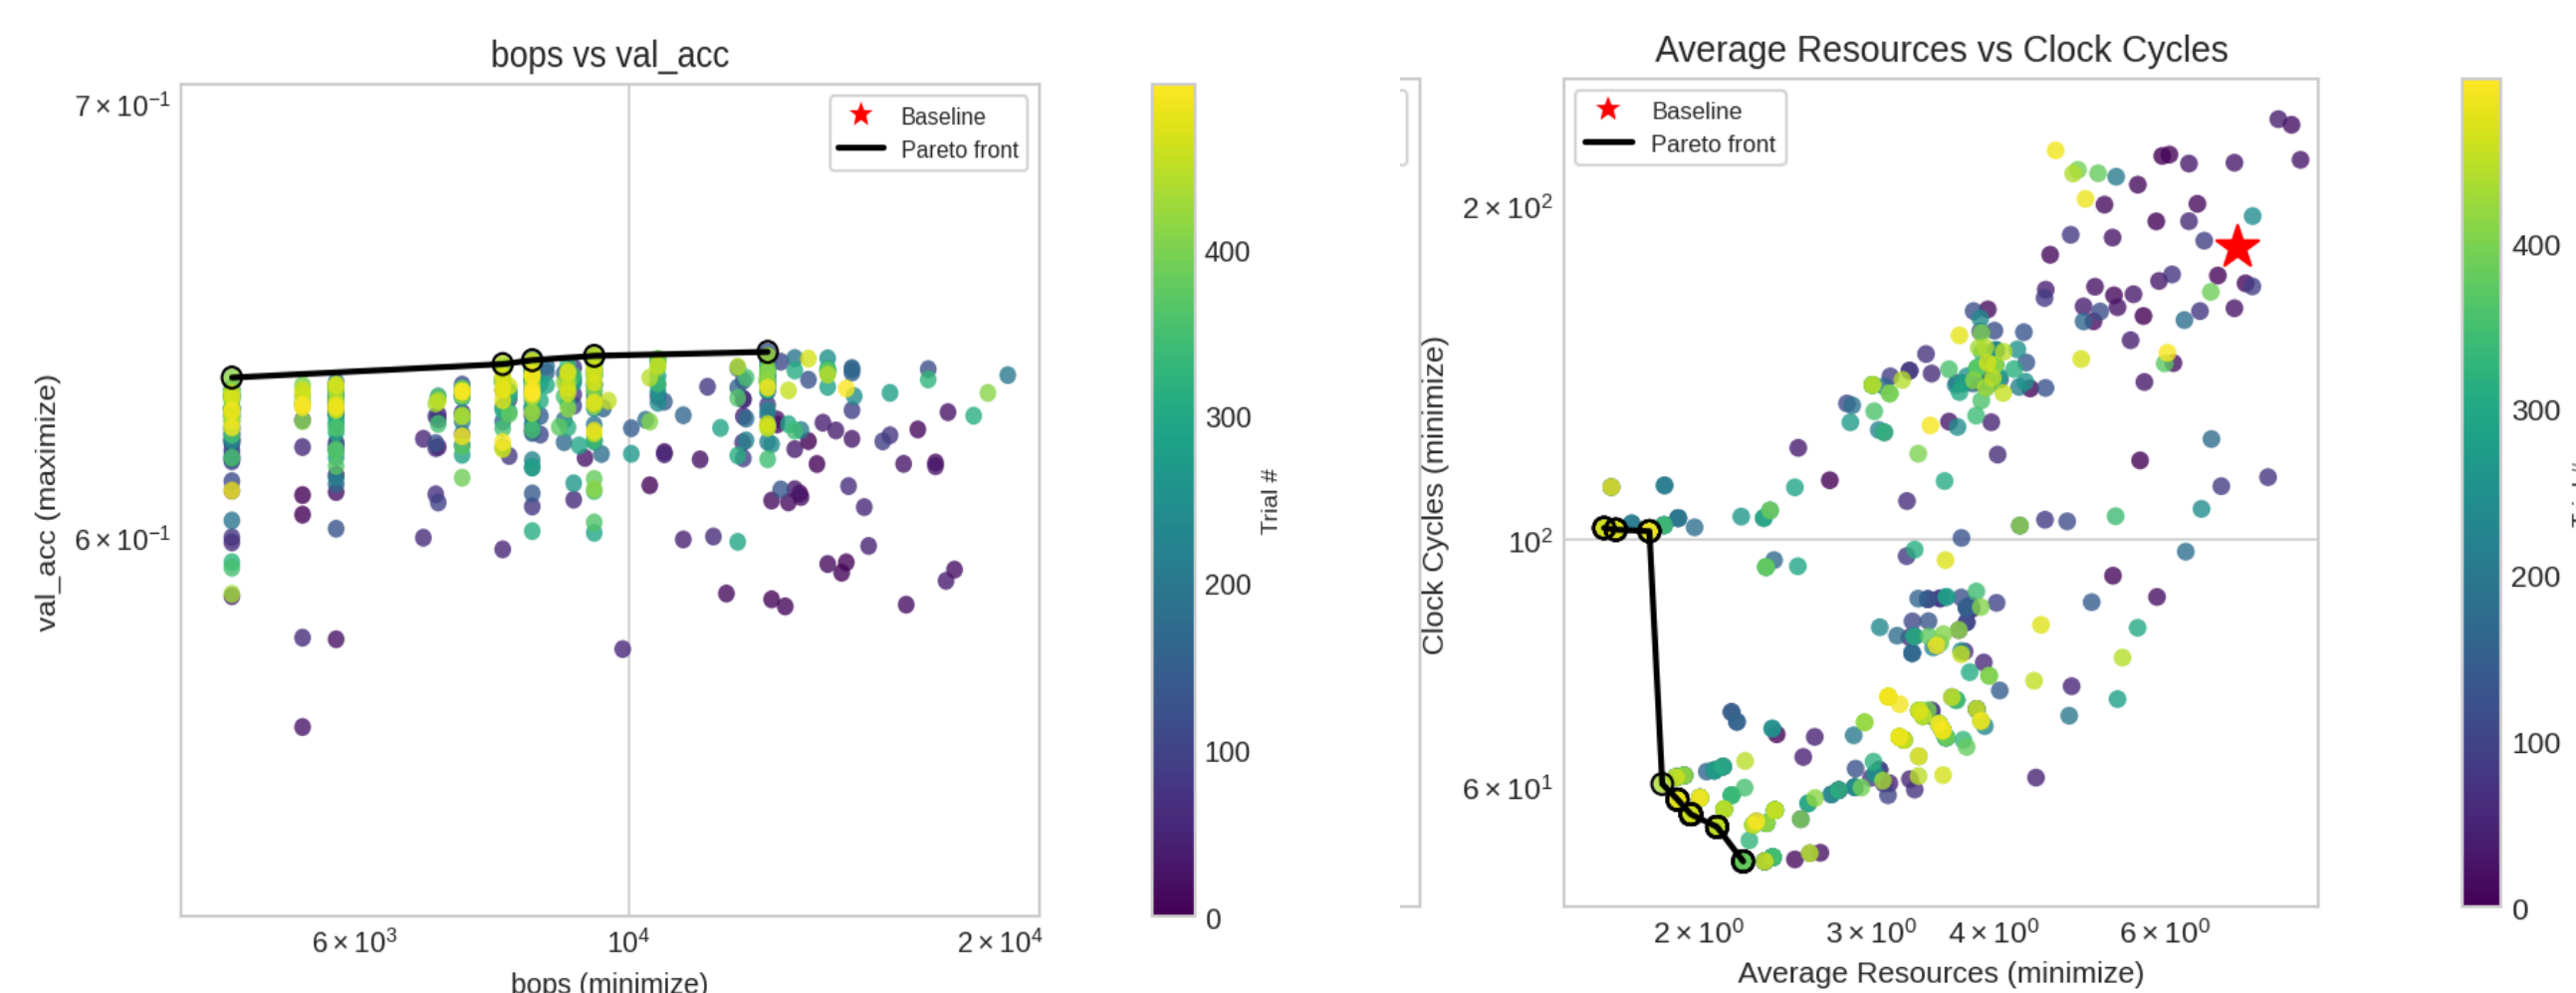 bops vs val_acc
7×10⁻¹
6×10⁻¹
val_acc (maximize)
Baseline
Pareto front
6×10³
10⁴
2×10⁴
bops (minimize)
400
300
200
100
0
Trial #
Average Resources vs Clock Cycles
Baseline
Pareto front
2×10²
10²
6×10¹
Clock Cycles (minimize)
2×10⁰
3×10⁰
4×10⁰
6×10⁰
Average Resources (minimize)
400
300
200
100
0